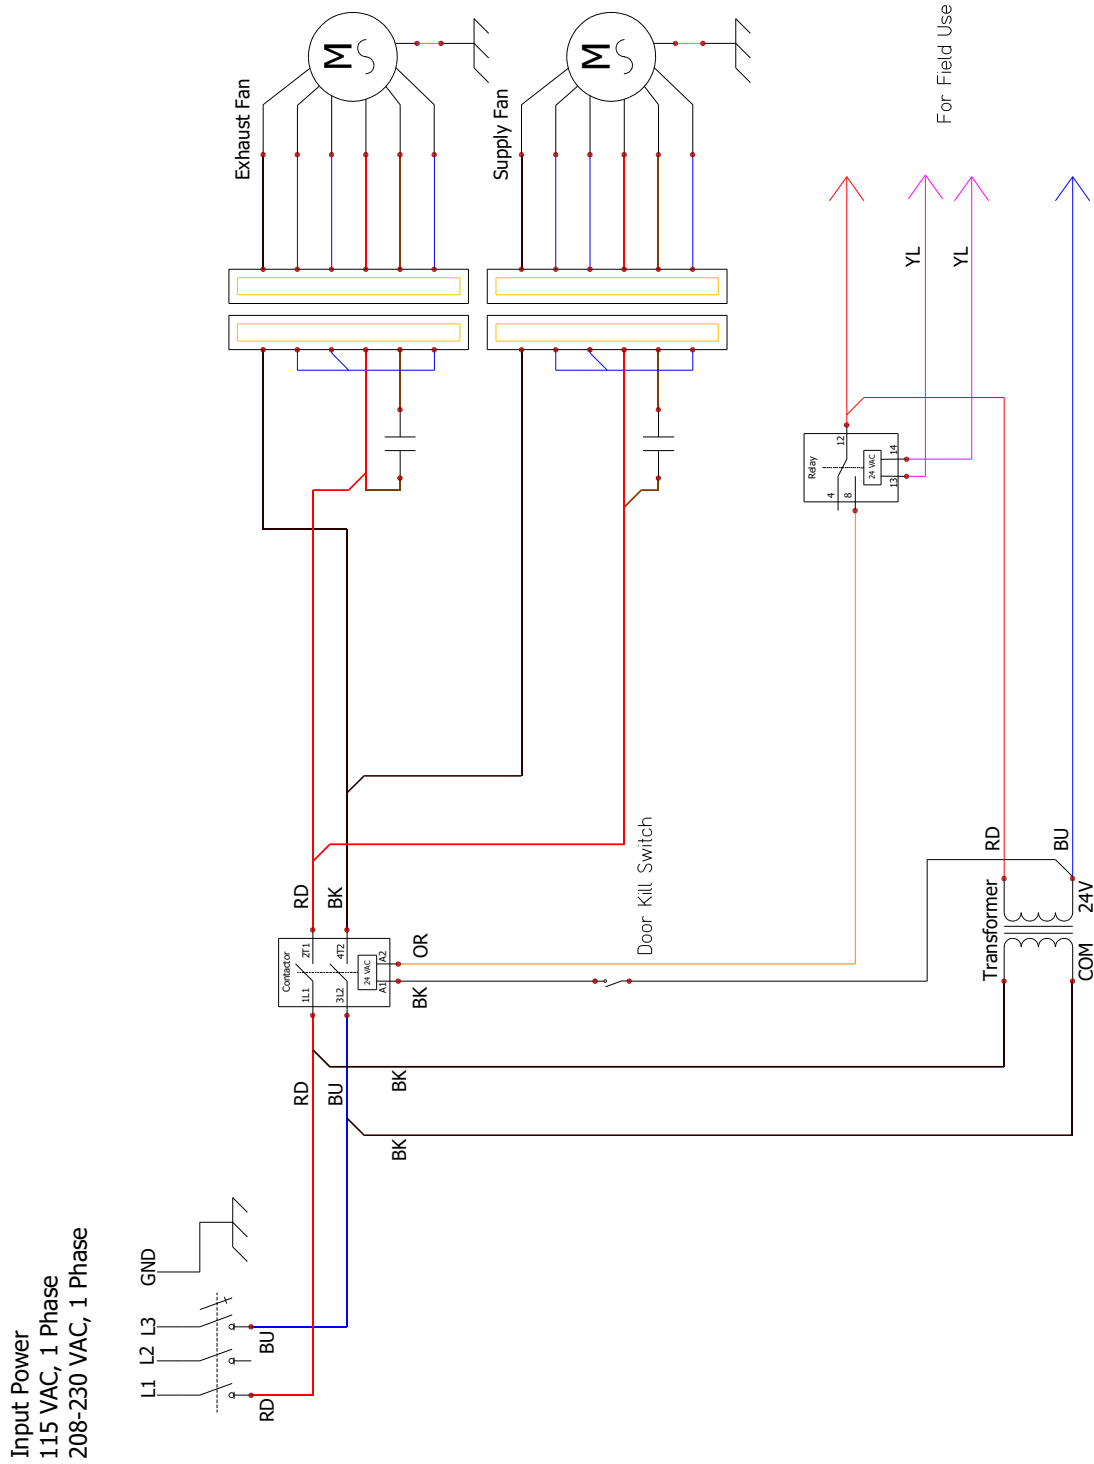 Input Power
115 VAC, 1 Phase
208-230 VAC, 1 Phase
L1
L2
L3
GND
RD
BU
RD
BU
BK
BK
Contactor
1L1
2T1
3L2
4T2
24 VAC
A1
A2
BK
OR
RD
BK
Exhaust Fan
M
Supply Fan
M
Door Kill Switch
Relay
4
8
12
24 VAC
13
14
YL
YL
For Field Use
Transformer
RD
BU
COM
24V